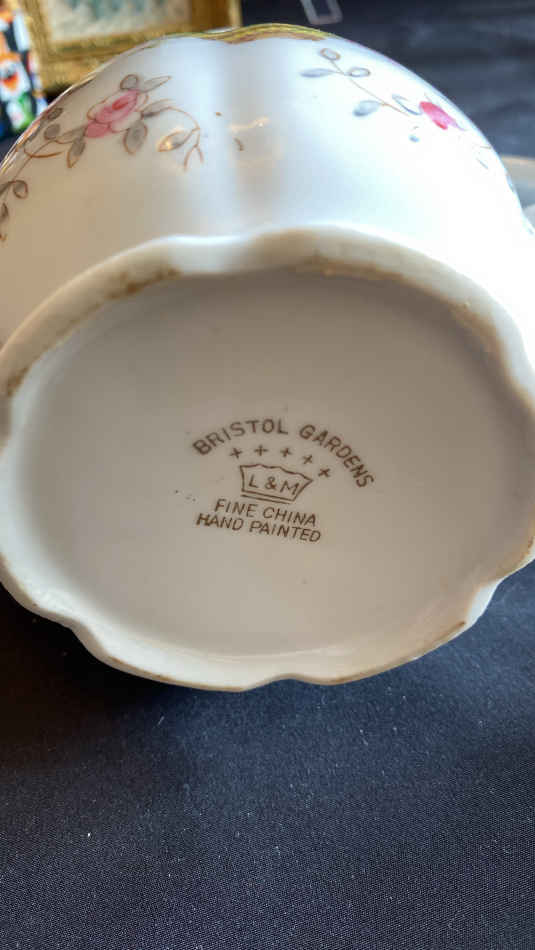 BRISTOL GARDENS
+ + + + +
L & M
FINE CHINA
HAND PAINTED